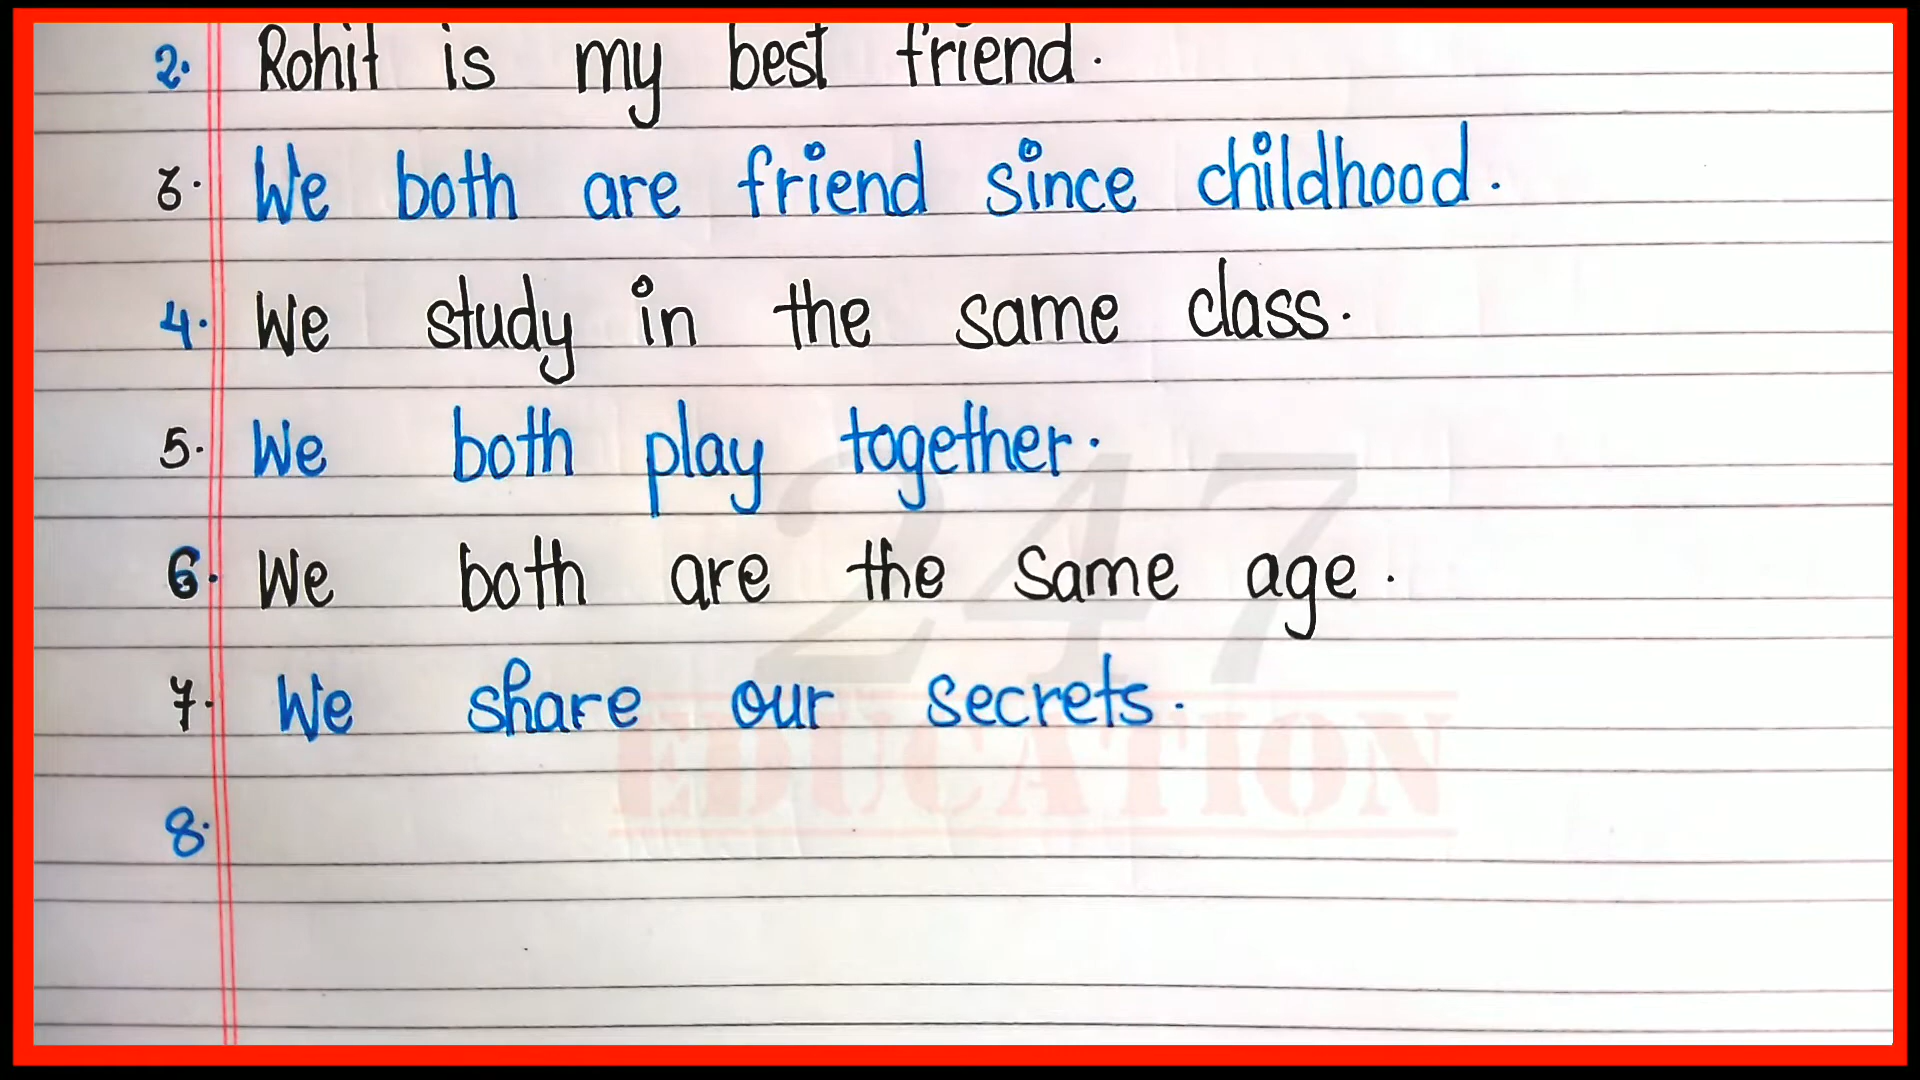 2. Rohit is my best friend.
3. We both are friend since childhood.
4. We study in the same class.
5. We both play together.
6. We both are the same age.
7. We share our secrets.
8.
247
EDUCATION